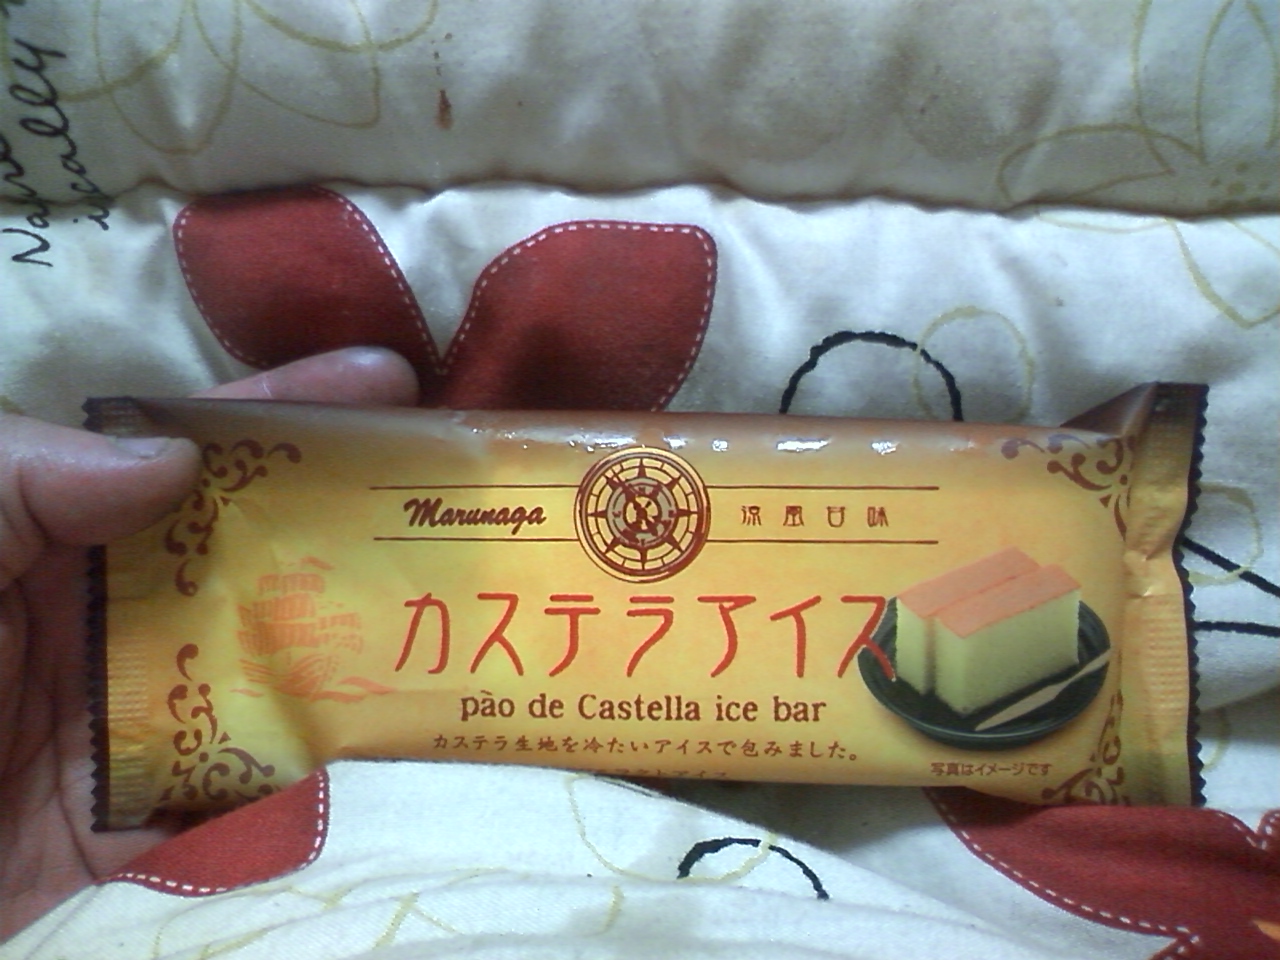 Marunaga
涼風甘味
カステラアイス
pào de Castella ice bar
カステラ生地を冷たいアイスで包みました。
写真はイメージです
ically